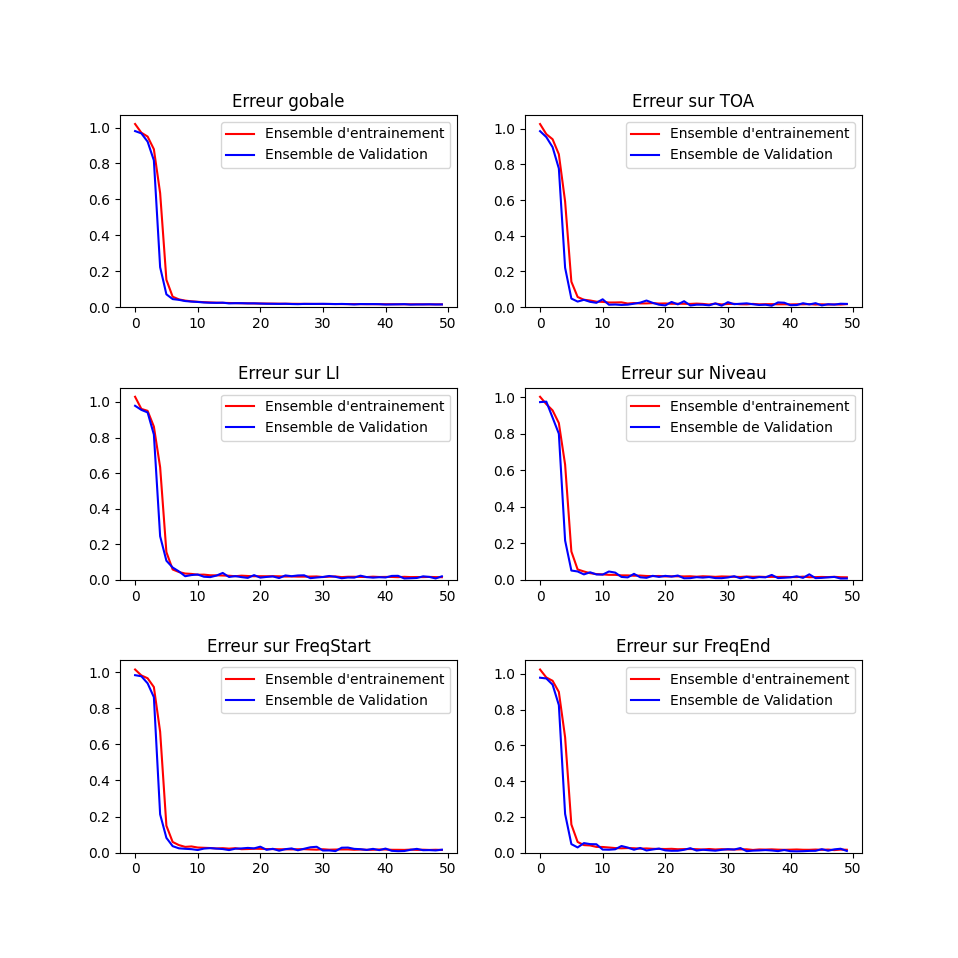 Erreur gobale
Erreur sur TOA
1.0
0.8
0.6
0.4
0.2
0.0
0 10 20 30 40 50
Ensemble d'entrainement
Ensemble de Validation
1.0
0.8
0.6
0.4
0.2
0.0
0 10 20 30 40 50
Ensemble d'entrainement
Ensemble de Validation
Erreur sur LI
Erreur sur Niveau
1.0
0.8
0.6
0.4
0.2
0.0
0 10 20 30 40 50
Ensemble d'entrainement
Ensemble de Validation
1.0
0.8
0.6
0.4
0.2
0.0
0 10 20 30 40 50
Ensemble d'entrainement
Ensemble de Validation
Erreur sur FreqStart
Erreur sur FreqEnd
1.0
0.8
0.6
0.4
0.2
0.0
0 10 20 30 40 50
Ensemble d'entrainement
Ensemble de Validation
1.0
0.8
0.6
0.4
0.2
0.0
0 10 20 30 40 50
Ensemble d'entrainement
Ensemble de Validation